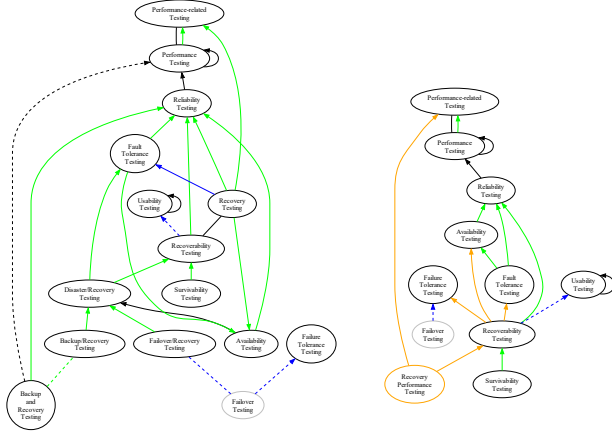 Performance-related
Testing
Performance
Testing
Reliability
Testing
Fault
Tolerance
Testing
Usability
Testing
Recovery
Testing
Recoverability
Testing
Disaster/Recovery
Testing
Survivability
Testing
Backup/Recovery
Testing
Failover/Recovery
Testing
Availability
Testing
Failure
Tolerance
Testing
Backup
and
Recovery
Testing
Failover
Testing
Performance-related
Testing
Performance
Testing
Reliability
Testing
Availability
Testing
Failure
Tolerance
Testing
Fault
Tolerance
Testing
Usability
Testing
Failover
Testing
Recoverability
Testing
Recovery
Performance
Testing
Survivability
Testing